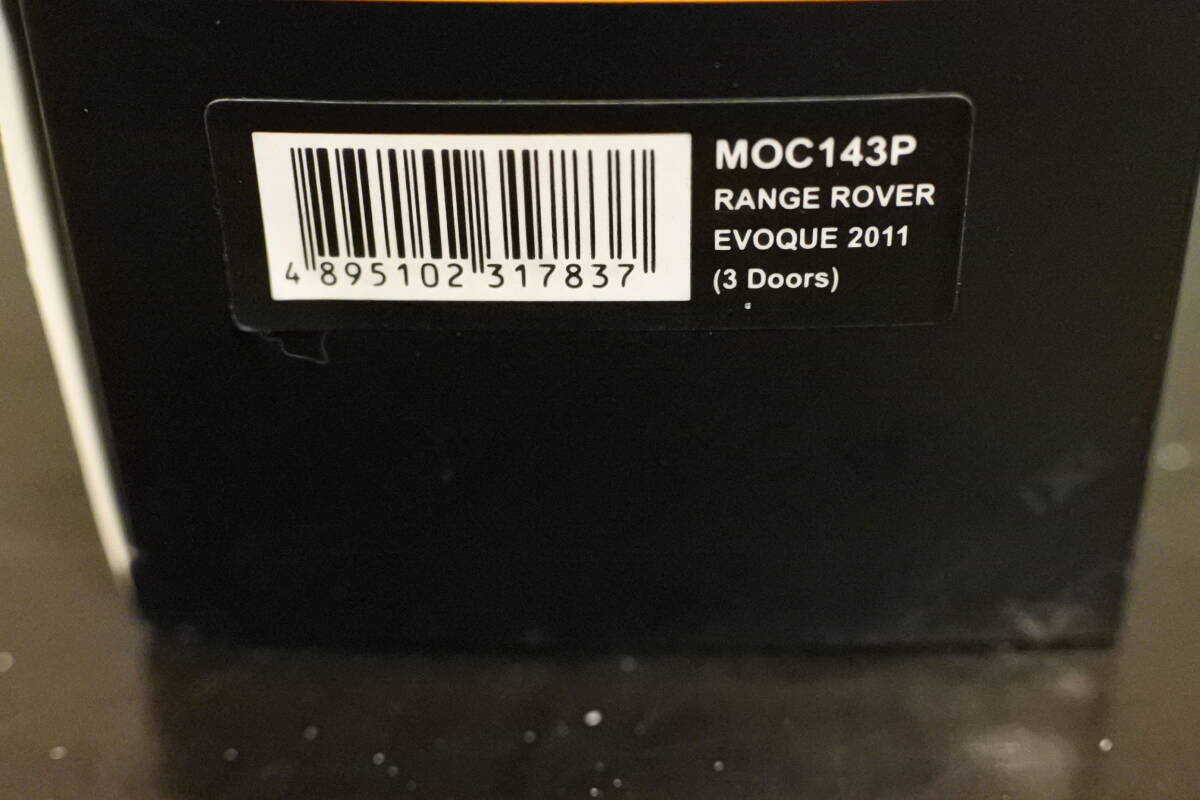 MOC143P
RANGE ROVER
EVOQUE 2011
(3 Doors)
4 895102 317837